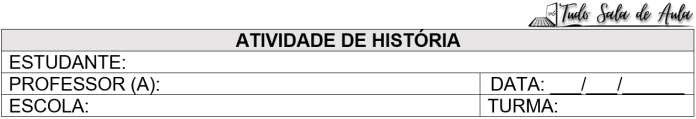 Tudo Sala de Aula
ATIVIDADE DE HISTÓRIA
ESTUDANTE:
PROFESSOR (A): DATA: ___/___/______
ESCOLA: TURMA: